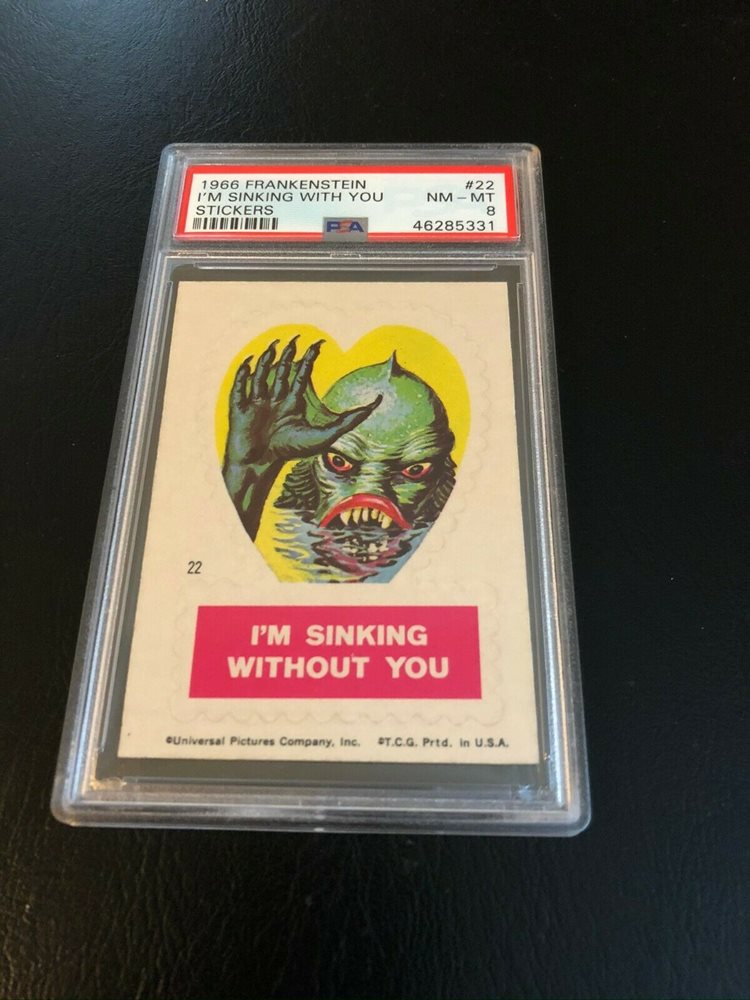 1966 FRANKENSTEIN #22
I'M SINKING WITH YOU NM - MT
STICKERS 8
PSA 46285331
22
I'M SINKING
WITHOUT YOU
©Universal Pictures Company, Inc. ©T.C.G. Prtd. in U.S.A.